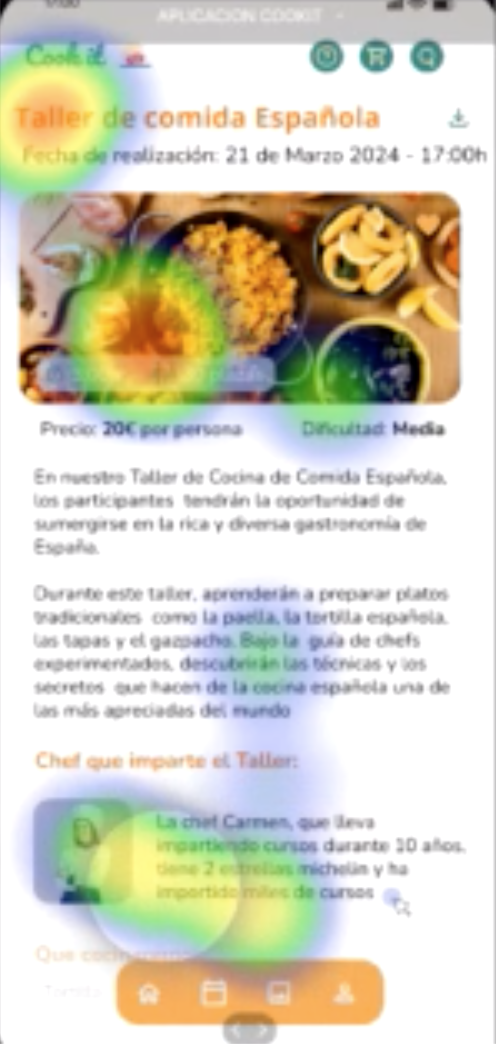 APLICACION COOKIT
Cook it
Taller de comida Española
Fecha de realización: 21 de Marzo 2024 - 17:00h
Precio: 20€ por persona
Dificultad: Media
En nuestro Taller de Cocina de Comida Española,
los participantes tendrán la oportunidad de
sumergirse en la rica y diversa gastronomía de
España.
Durante este taller, aprenderán a preparar platos
tradicionales como la paella, la tortilla española,
las tapas y el gazpacho. Bajo la guía de chefs
experimentados, descubrirán las técnicas y los
secretos que hacen de la cocina española una de
las más apreciadas del mundo
Chef que imparte el Taller:
La chef Carmen, que lleva
impartiendo cursos durante 10 años,
tiene 2 estrellas michelin y ha
impartido miles de cursos
Que